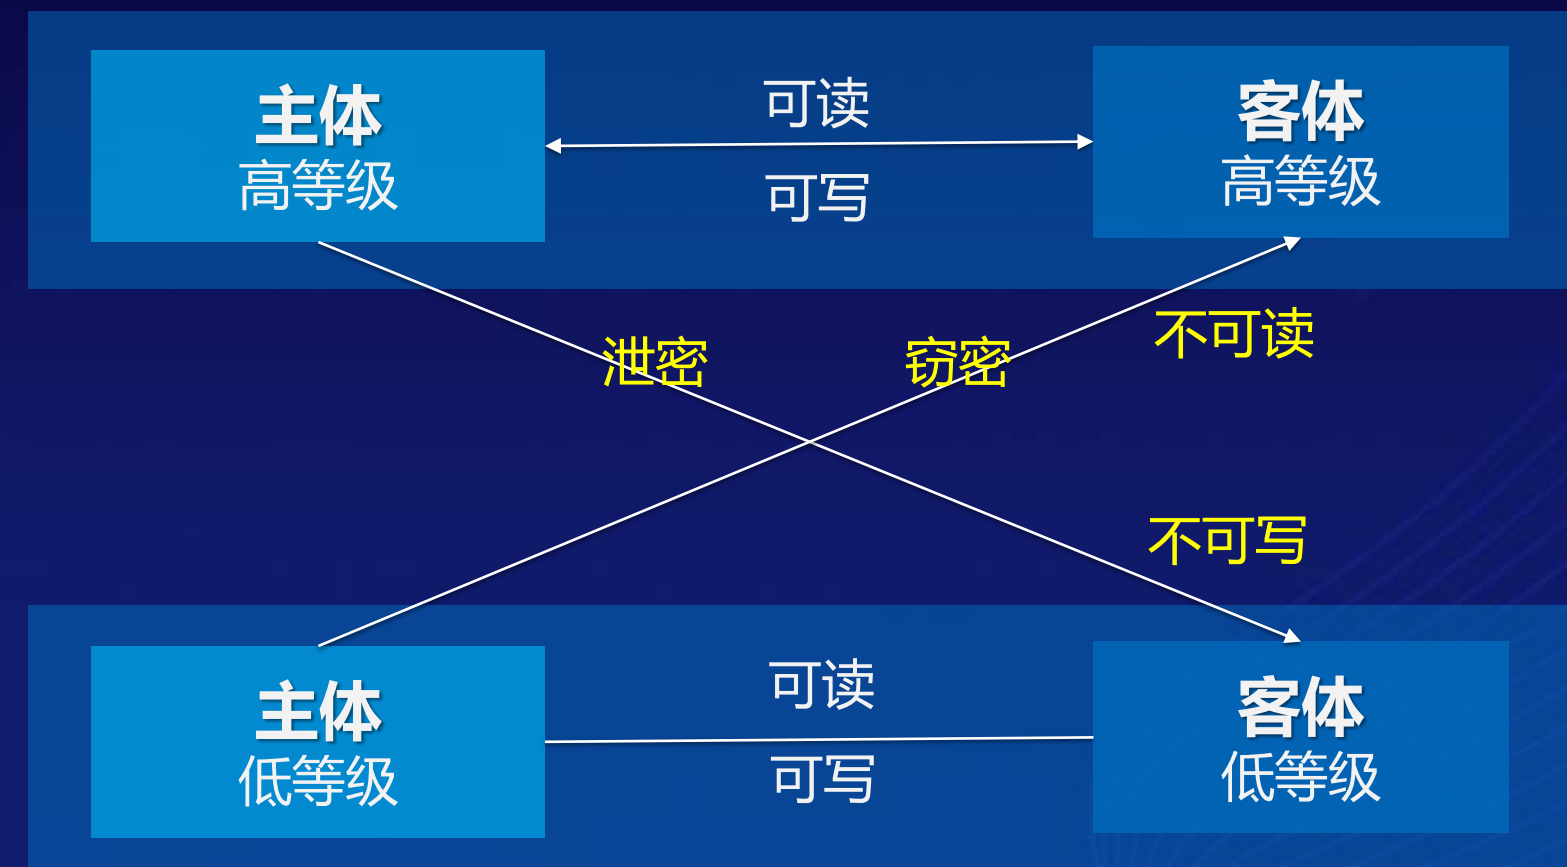 主体
高等级
可读
可写
客体
高等级
泄密
窃密
不可读
不可写
主体
低等级
可读
可写
客体
低等级